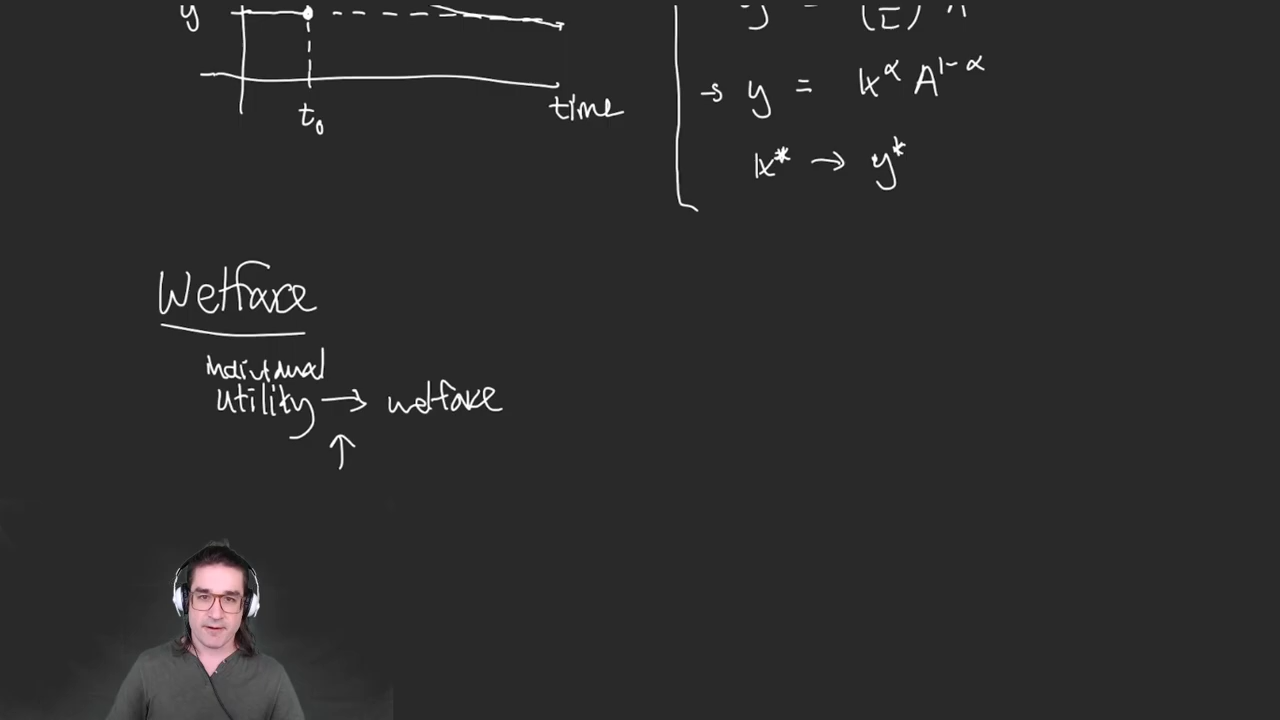 y
t₀
time
y = (‾L)
→ y = k^α A^{1-α}
k* → y*
Welfare
individual
utility → welfare
↑